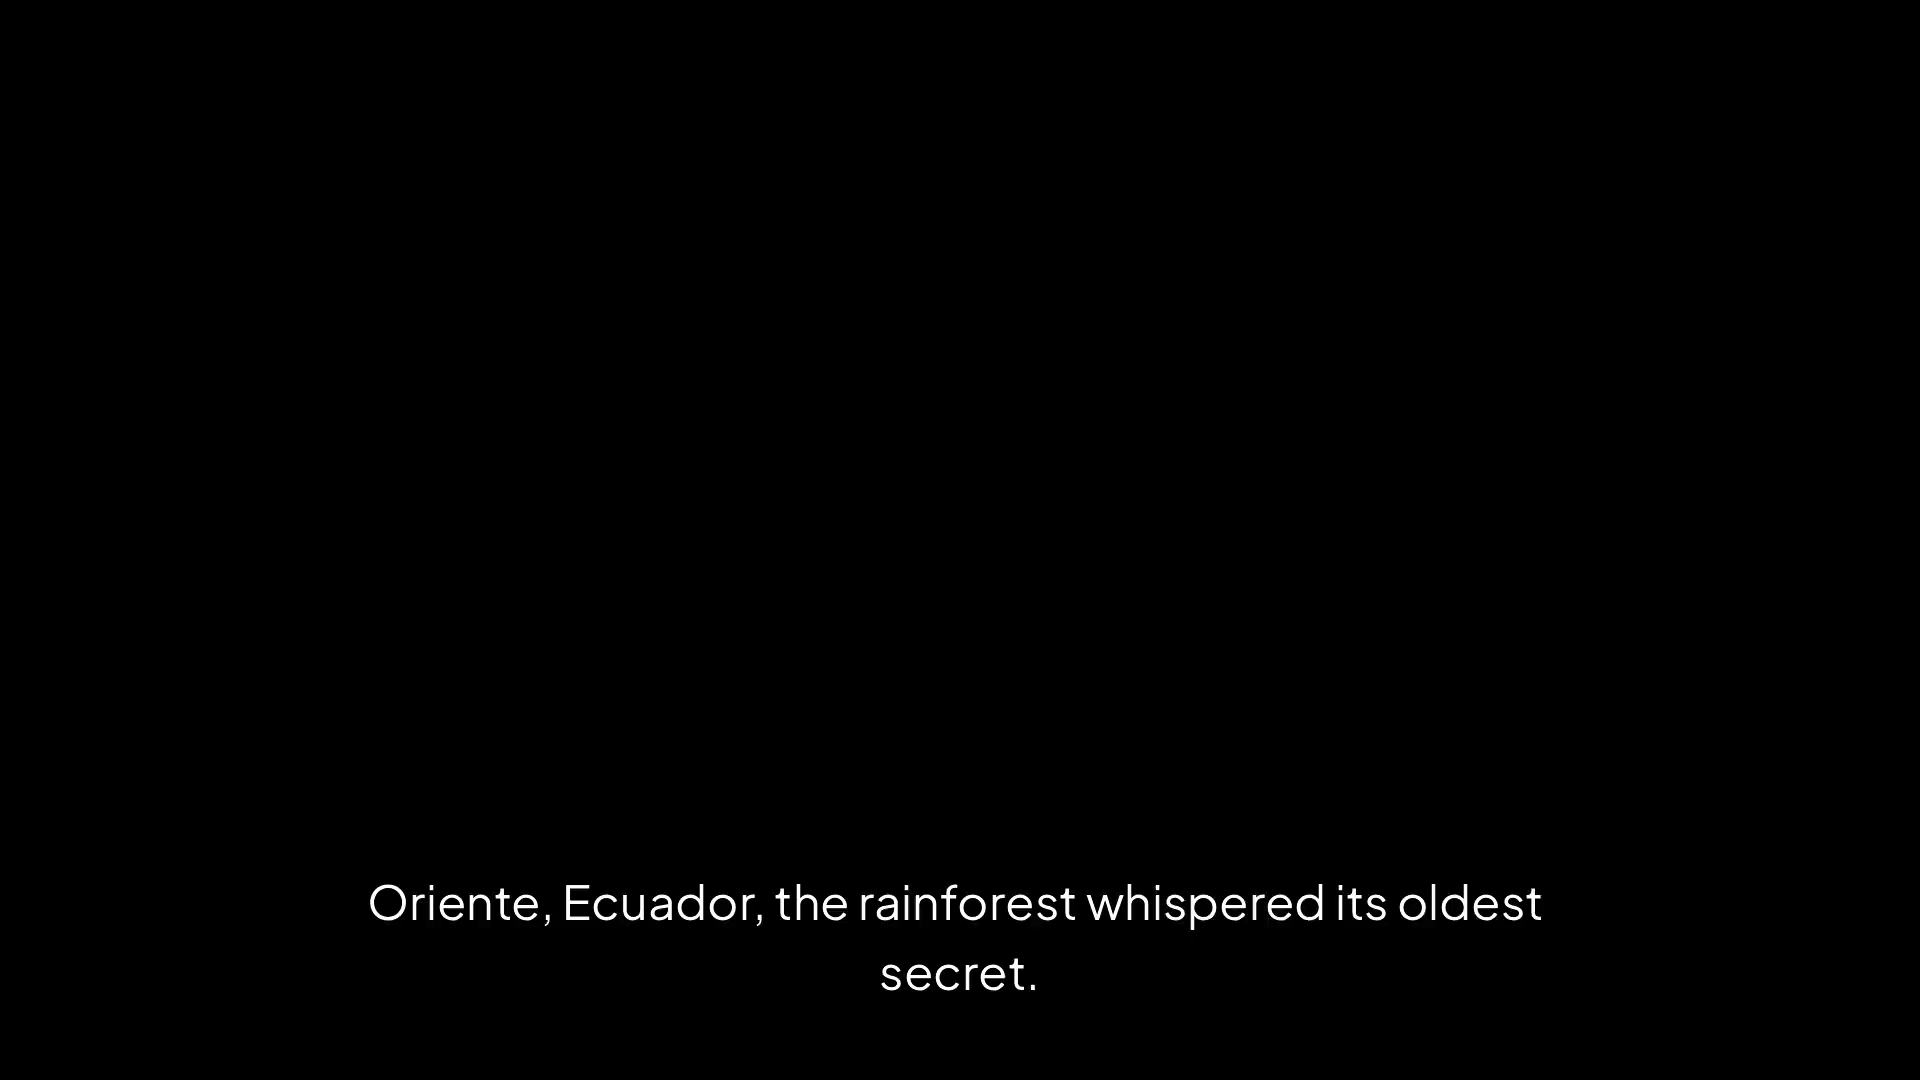 Oriente, Ecuador, the rainforest whispered its oldest
secret.